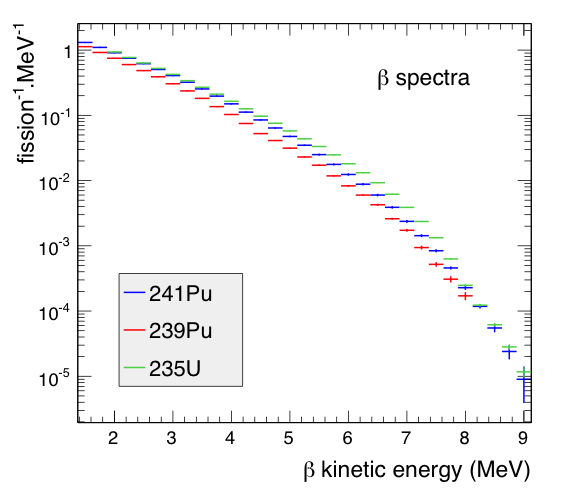 fission⁻¹.MeV⁻¹
β spectra
1
10⁻¹
10⁻²
10⁻³
10⁻⁴
10⁻⁵
241Pu
239Pu
235U
2 3 4 5 6 7 8 9
β kinetic energy (MeV)